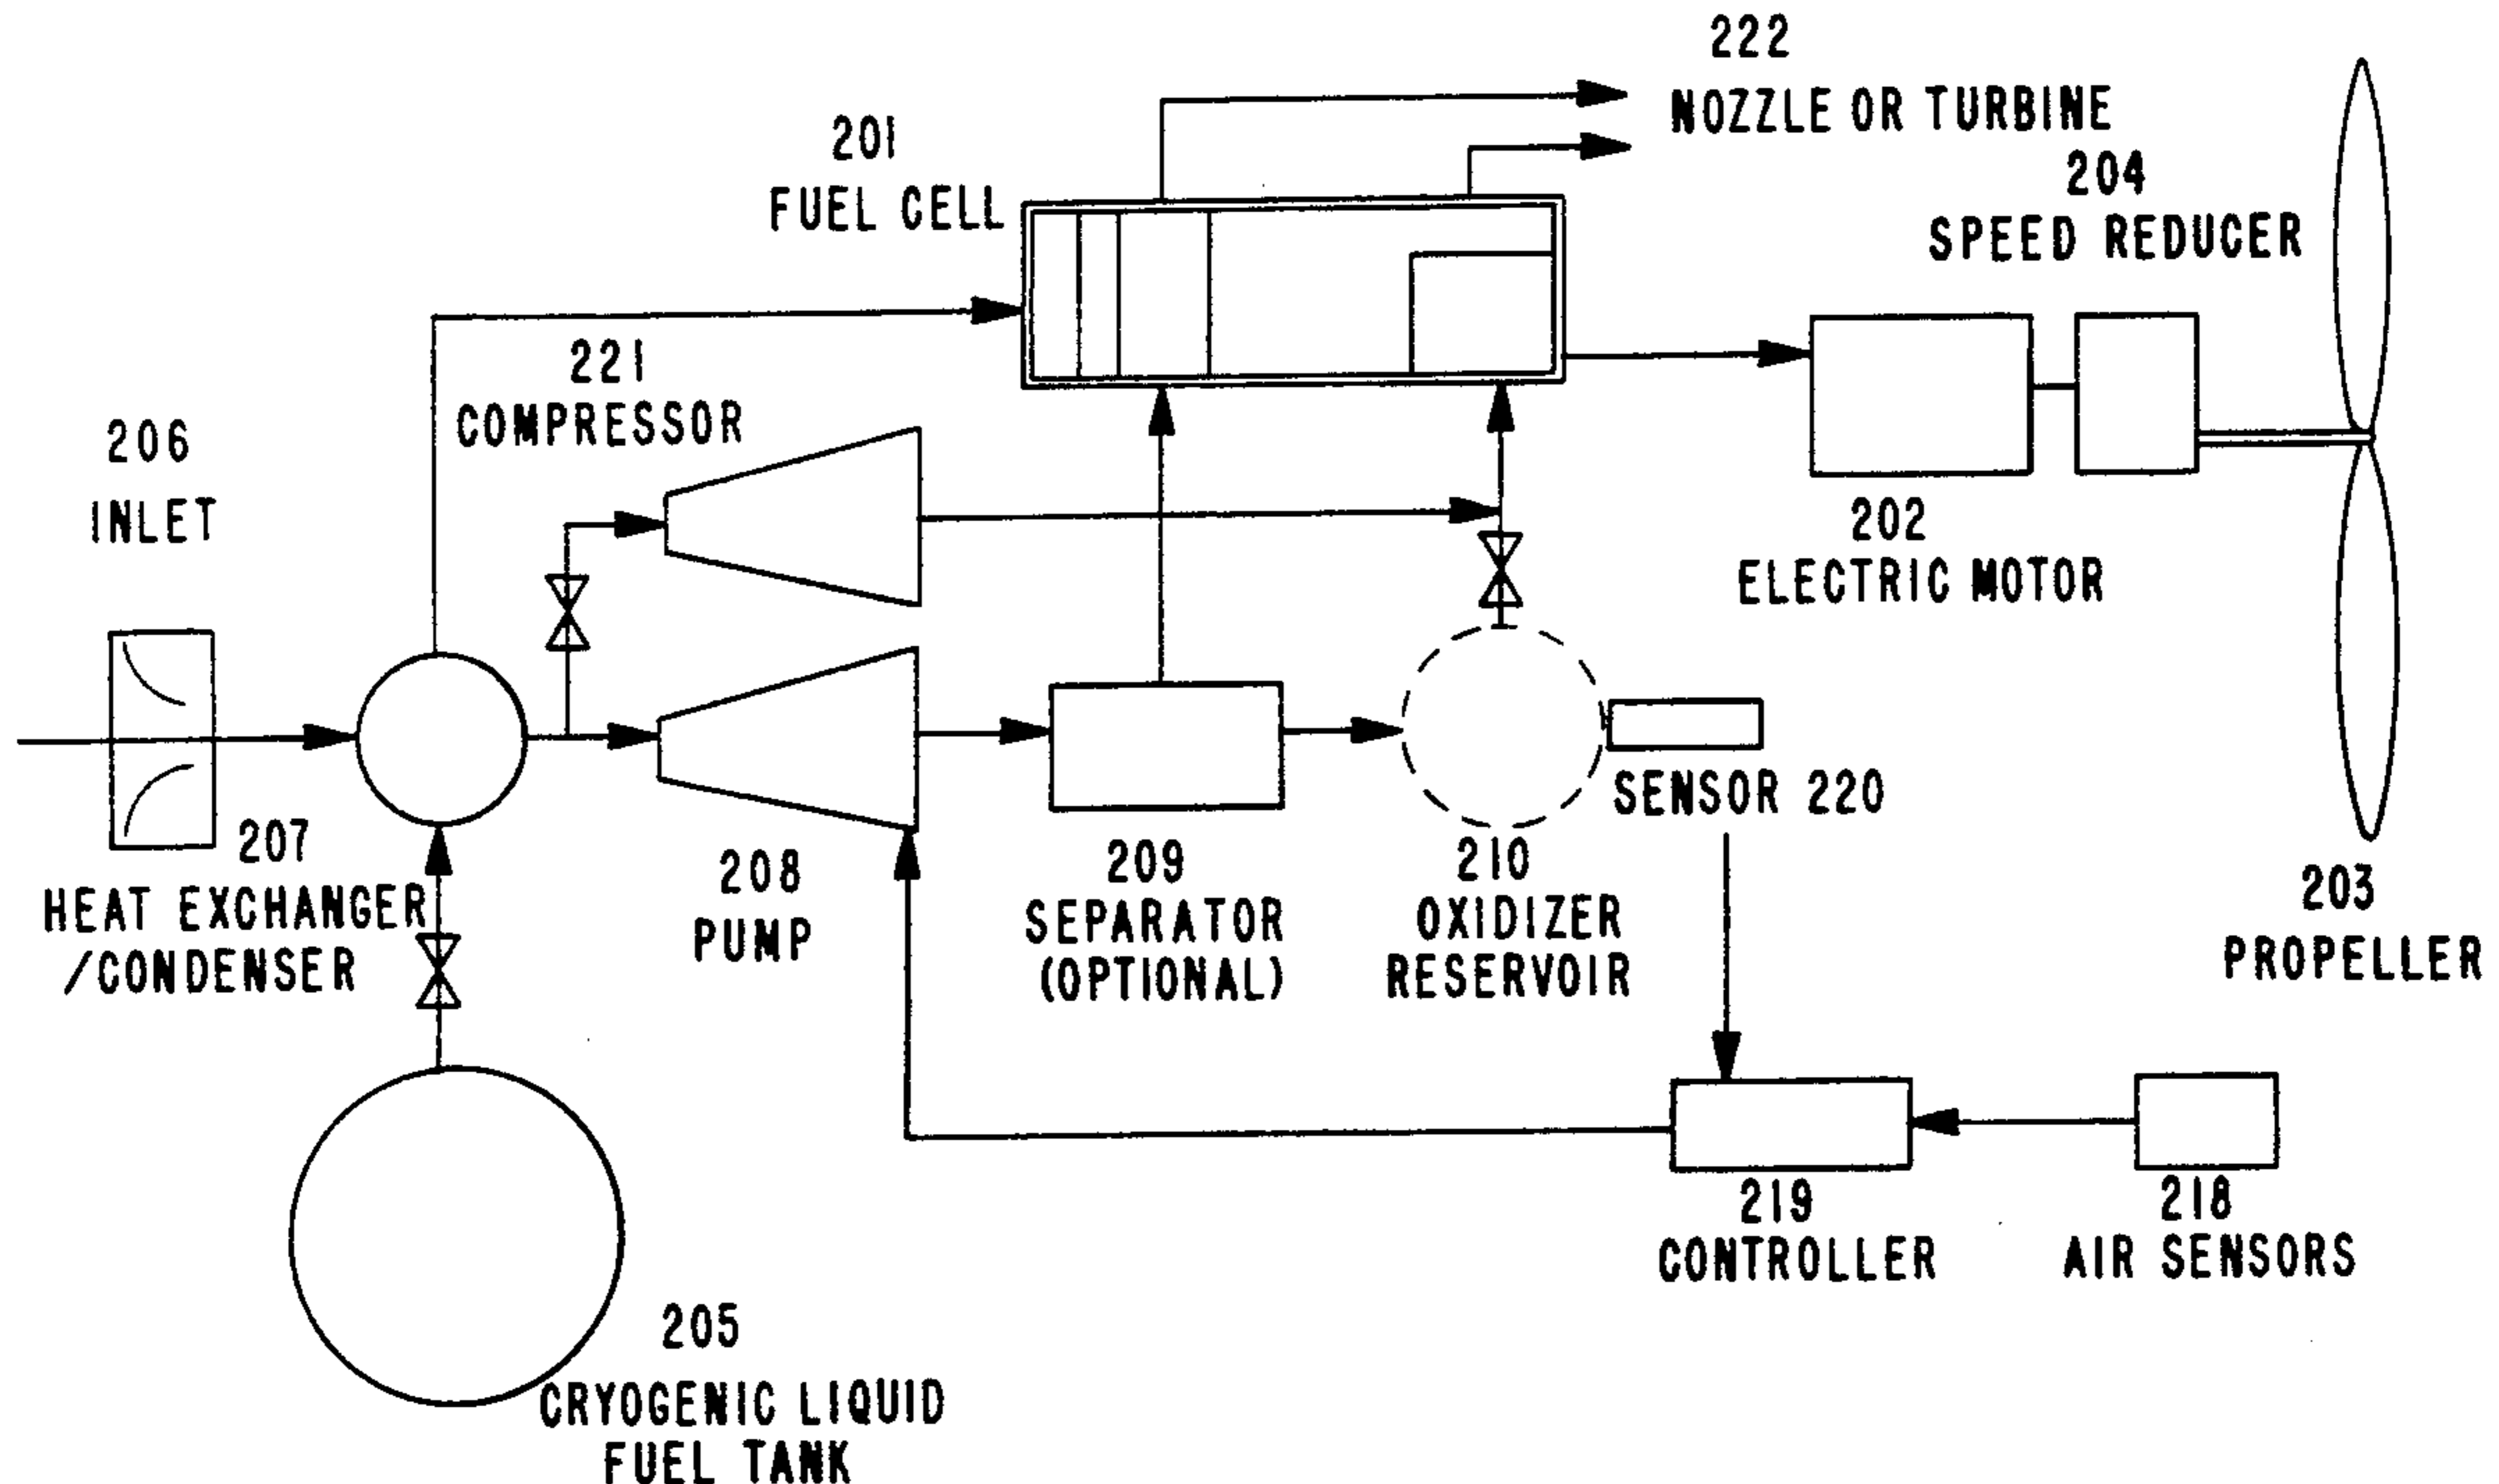 222
NOZZLE OR TURBINE
201
FUEL CELL
204
SPEED REDUCER
221
COMPRESSOR
206
INLET
202
ELECTRIC MOTOR
SENSOR 220
207
HEAT EXCHANGER
/CONDENSER
208
PUMP
209
SEPARATOR
(OPTIONAL)
210
OXIDIZER
RESERVOIR
203
PROPELLER
219
CONTROLLER
218
AIR SENSORS
205
CRYOGENIC LIQUID
FUEL TANK